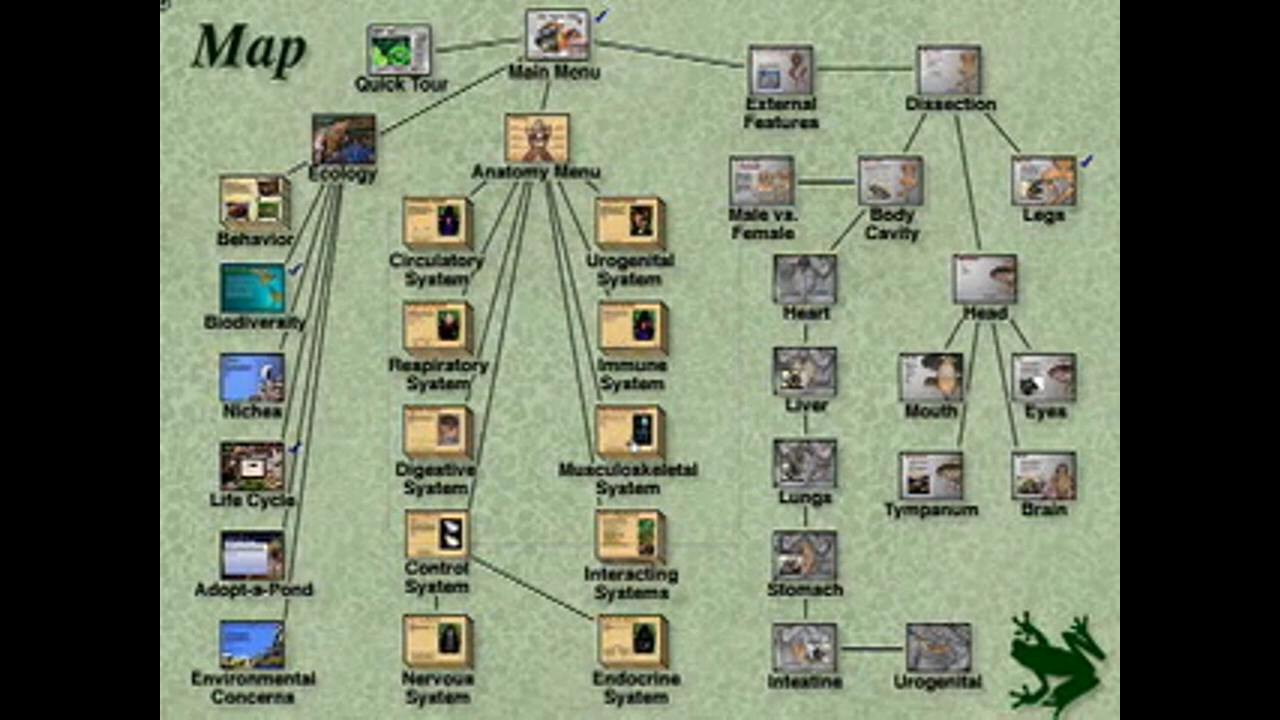 Map
Quick Tour
Main Menu
External
Features
Dissection
Ecology
Anatomy Menu
Male vs.
Female
Body
Cavity
Legs
Behavior
Circulatory
System
Urogenital
System
Heart
Head
Biodiversity
Respiratory
System
Immune
System
Liver
Mouth
Eyes
Niches
Digestive
System
Musculoskeletal
System
Lungs
Tympanum
Brain
Life Cycle
Control
System
Interacting
Systems
Stomach
Adopt-a-Pond
Environmental
Concerns
Nervous
System
Endocrine
System
Intestine
Urogenital